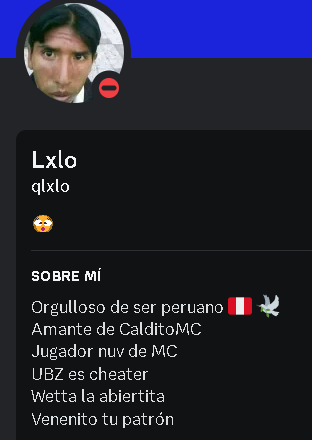 Lxlo
qlxlo
SOBRE MÍ
Orgulloso de ser peruano 🇵🇪 🕊️
Amante de CalditoMC
Jugador nuv de MC
UBZ es cheater
Wetta la abiertita
Venenito tu patrón